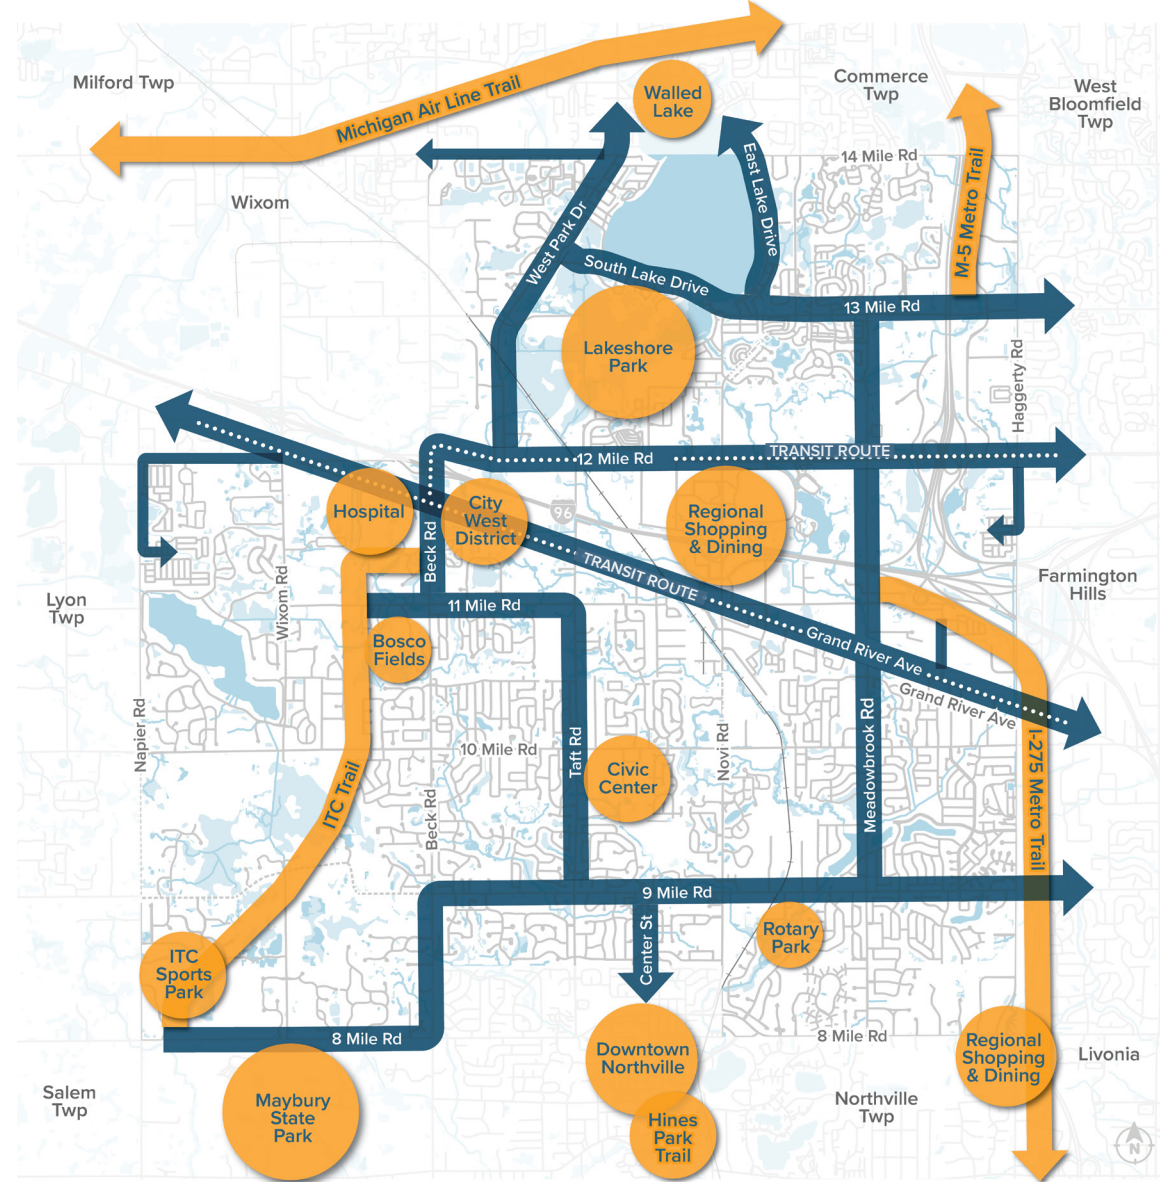 Milford Twp
Michigan Air Line Trail
Walled
Lake
Commerce
Twp
West
Bloomfield
Twp
14 Mile Rd
Wixom
West Park Dr
East Lake Drive
M-5 Metro Trail
South Lake Drive
13 Mile Rd
Lakeshore
Park
Haggerty Rd
12 Mile Rd
TRANSIT ROUTE
Hospital
City
West
District
96
Regional
Shopping
& Dining
Beck Rd
TRANSIT ROUTE
Farmington
Hills
Lyon
Twp
Wixom Rd
11 Mile Rd
Bosco
Fields
Grand River Ave
Grand River Ave
Napier Rd
10 Mile Rd
Taft Rd
Civic
Center
Novi Rd
Meadowbrook Rd
I-275 Metro Trail
ITC Trail
Beck Rd
9 Mile Rd
Center St
Rotary
Park
ITC
Sports
Park
8 Mile Rd
8 Mile Rd
Downtown
Northville
Regional
Shopping
& Dining
Livonia
Salem
Twp
Maybury
State
Park
Hines
Park
Trail
Northville
Twp
N